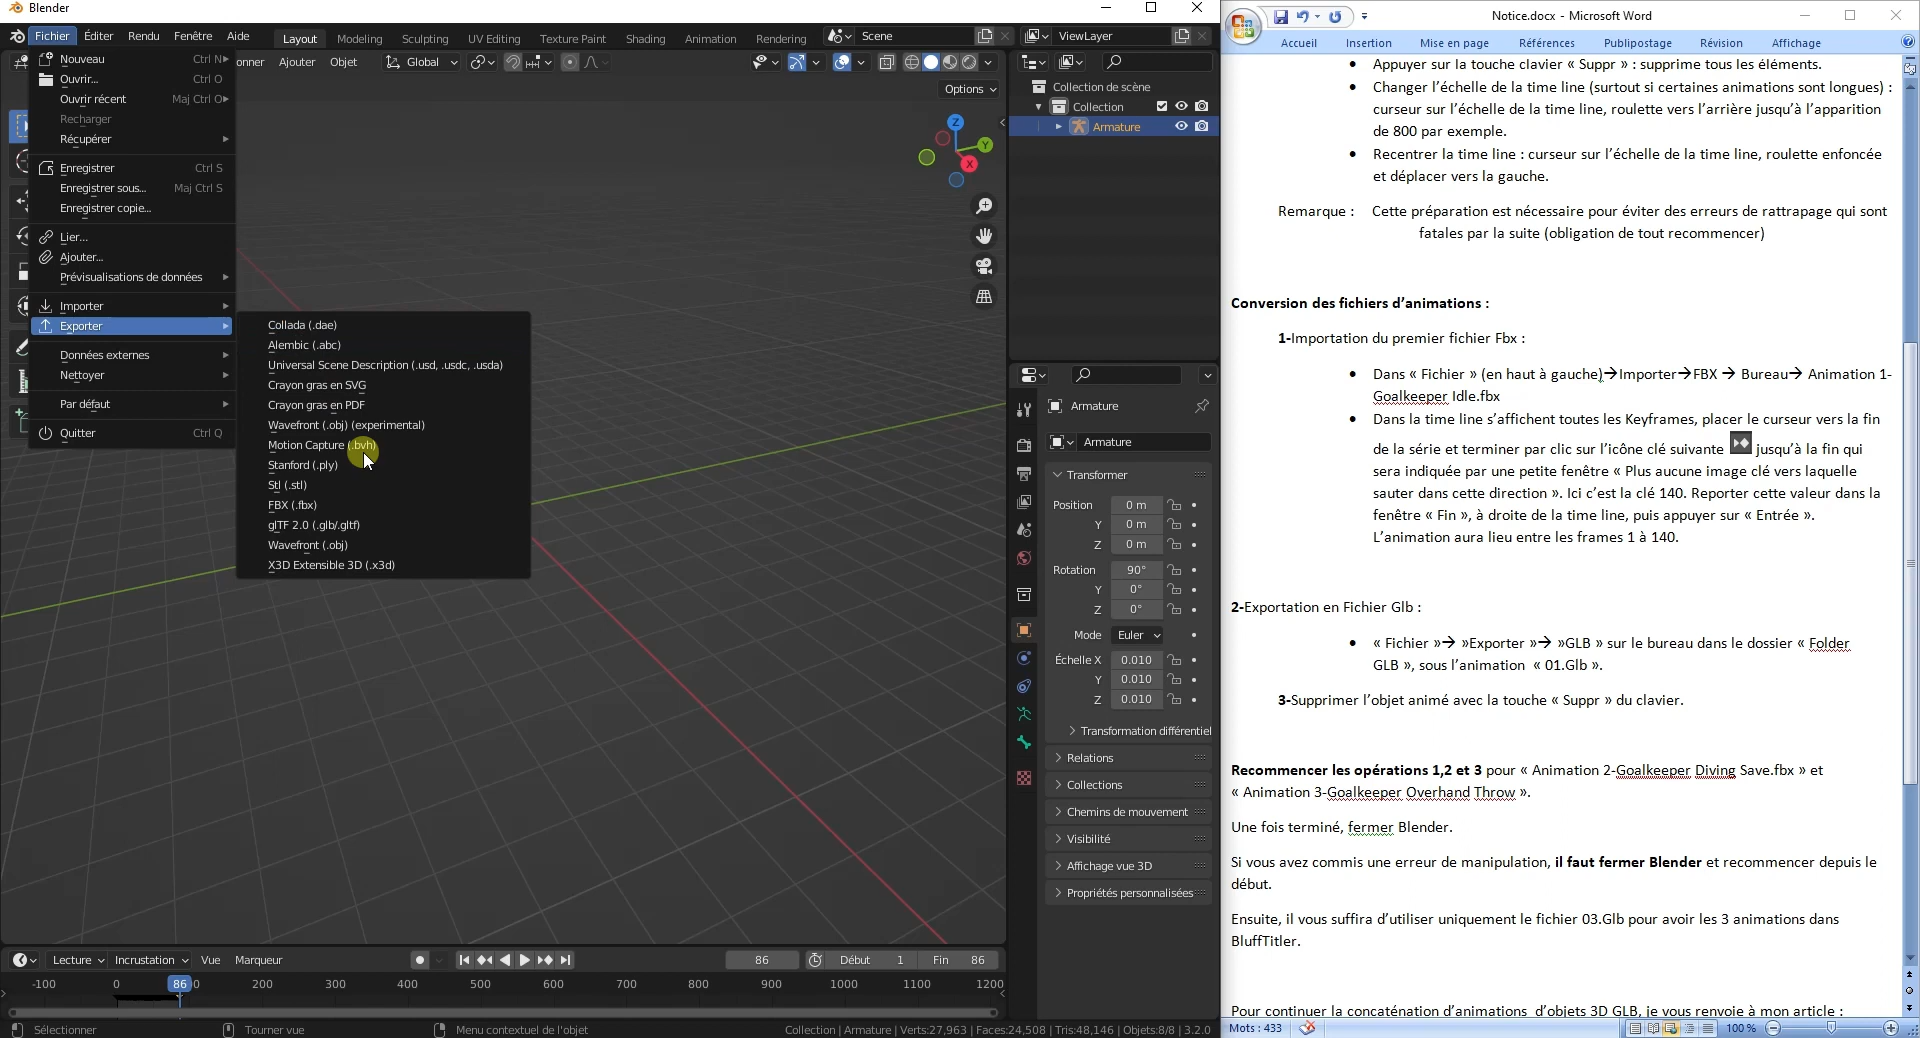 Blender
Fichier Éditer Rendu Fenêtre Aide
Layout Modeling Sculpting UV Editing Texture Paint Shading Animation Rendering
Scene
ViewLayer
onner Ajouter Objet
Global
Options
Nouveau Ctrl N
Ouvrir... Ctrl O
Ouvrir récent Maj Ctrl O
Recharger
Récupérer
Enregistrer Ctrl S
Enregistrer sous... Maj Ctrl S
Enregistrer copie...
Lier...
Ajouter...
Prévisualisations de données
Importer
Exporter
Données externes
Nettoyer
Par défaut
Quitter Ctrl Q
Collada (.dae)
Alembic (.abc)
Universal Scene Description (.usd, .usdc, .usda)
Crayon gras en SVG
Crayon gras en PDF
Wavefront (.obj) (experimental)
Motion Capture (.bvh)
Stanford (.ply)
Stl (.stl)
FBX (.fbx)
glTF 2.0 (.glb/.gltf)
Wavefront (.obj)
X3D Extensible 3D (.x3d)
Z
Y
X
Collection de scène
Collection
Armature
Armature
Armature
Transformer
Position 0 m
Y 0 m
Z 0 m
Rotation 90°
Y 0°
Z 0°
Mode Euler
Échelle X 0.010
Y 0.010
Z 0.010
Transformation différentiel
Relations
Collections
Chemins de mouvement
Visibilité
Affichage vue 3D
Propriétés personnalisées
Lecture Incrustation Vue Marqueur
86 Début 1 Fin 86
-100 0 86 0 200 300 400 500 600 700 800 900 1000 1100 1200
Sélectionner Tourner vue Menu contextuel de l'objet
Collection | Armature | Verts:27,963 | Faces:24,508 | Tris:48,146 | Objets:8/8 | 3.2.0
Notice.docx - Microsoft Word
Accueil Insertion Mise en page Références Publipostage Révision Affichage
• Appuyer sur la touche clavier « Suppr » : supprime tous les éléments.
• Changer l’échelle de la time line (surtout si certaines animations sont longues) :
curseur sur l’échelle de la time line, roulette vers l’arrière jusqu’à l’apparition
de 800 par exemple.
• Recentrer la time line : curseur sur l’échelle de la time line, roulette enfoncée
et déplacer vers la gauche.
Remarque : Cette préparation est nécessaire pour éviter des erreurs de rattrapage qui sont
fatales par la suite (obligation de tout recommencer)
Conversion des fichiers d’animations :
1-Importation du premier fichier Fbx :
• Dans « Fichier » (en haut à gauche)→Importer→FBX → Bureau→ Animation 1-
Goalkeeper Idle.fbx
• Dans la time line s’affichent toutes les Keyframes, placer le curseur vers la fin
de la série et terminer par clic sur l’icône clé suivante jusqu’à la fin qui
sera indiquée par une petite fenêtre « Plus aucune image clé vers laquelle
sauter dans cette direction ». Ici c’est la clé 140. Reporter cette valeur dans la
fenêtre « Fin », à droite de la time line, puis appuyer sur « Entrée ».
L’animation aura lieu entre les frames 1 à 140.
2-Exportation en Fichier Glb :
• « Fichier »→ »Exporter »→ »GLB » sur le bureau dans le dossier « Folder
GLB », sous l’animation « 01.Glb ».
3-Supprimer l’objet animé avec la touche « Suppr » du clavier.
Recommencer les opérations 1,2 et 3 pour « Animation 2-Goalkeeper Diving Save.fbx » et
« Animation 3-Goalkeeper Overhand Throw ».
Une fois terminé, fermer Blender.
Si vous avez commis une erreur de manipulation, il faut fermer Blender et recommencer depuis le
début.
Ensuite, il vous suffira d’utiliser uniquement le fichier 03.Glb pour avoir les 3 animations dans
BluffTitler.
Pour continuer la concaténation d’animations d’objets 3D GLB, je vous renvoie à mon article :
Mots : 433
100 %